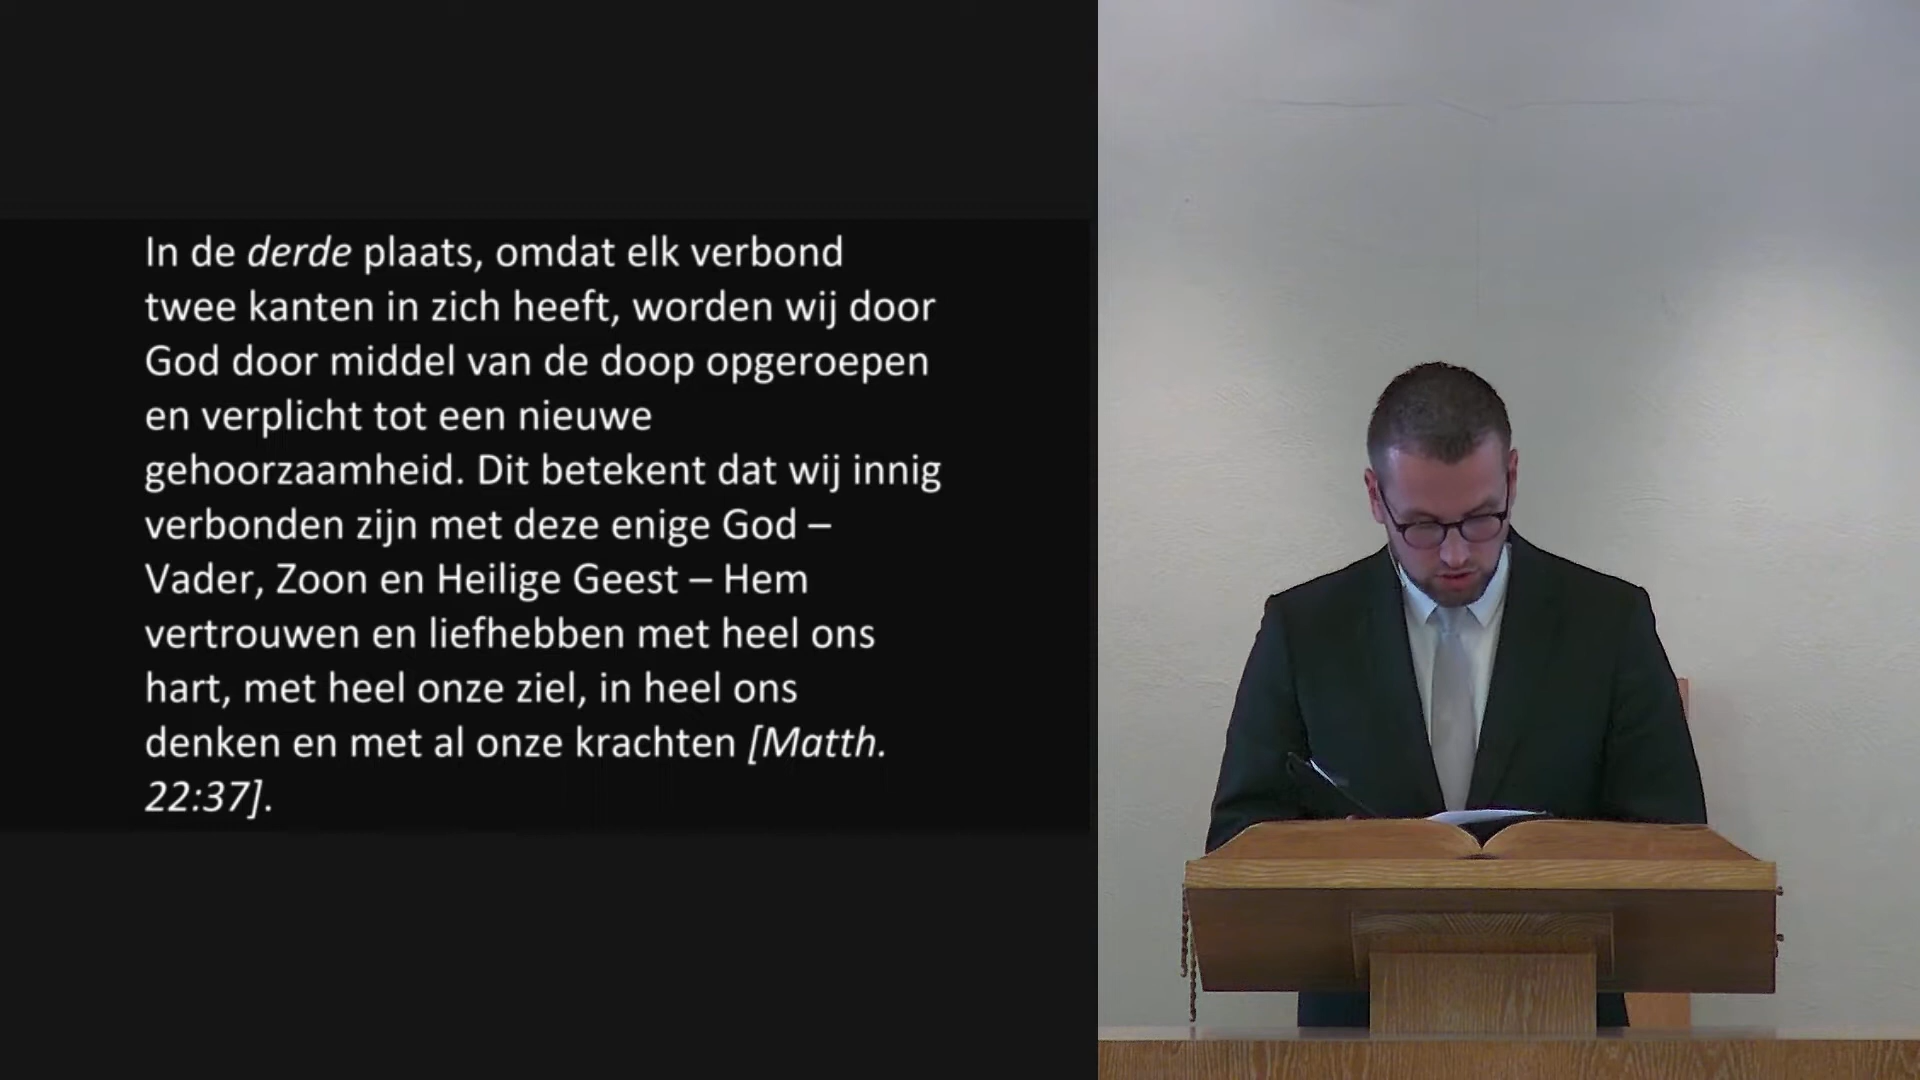 In de derde plaats, omdat elk verbond
twee kanten in zich heeft, worden wij door
God door middel van de doop opgeroepen
en verplicht tot een nieuwe
gehoorzaamheid. Dit betekent dat wij innig
verbonden zijn met deze enige God –
Vader, Zoon en Heilige Geest – Hem
vertrouwen en liefhebben met heel ons
hart, met heel onze ziel, in heel ons
denken en met al onze krachten [Matth.
22:37].